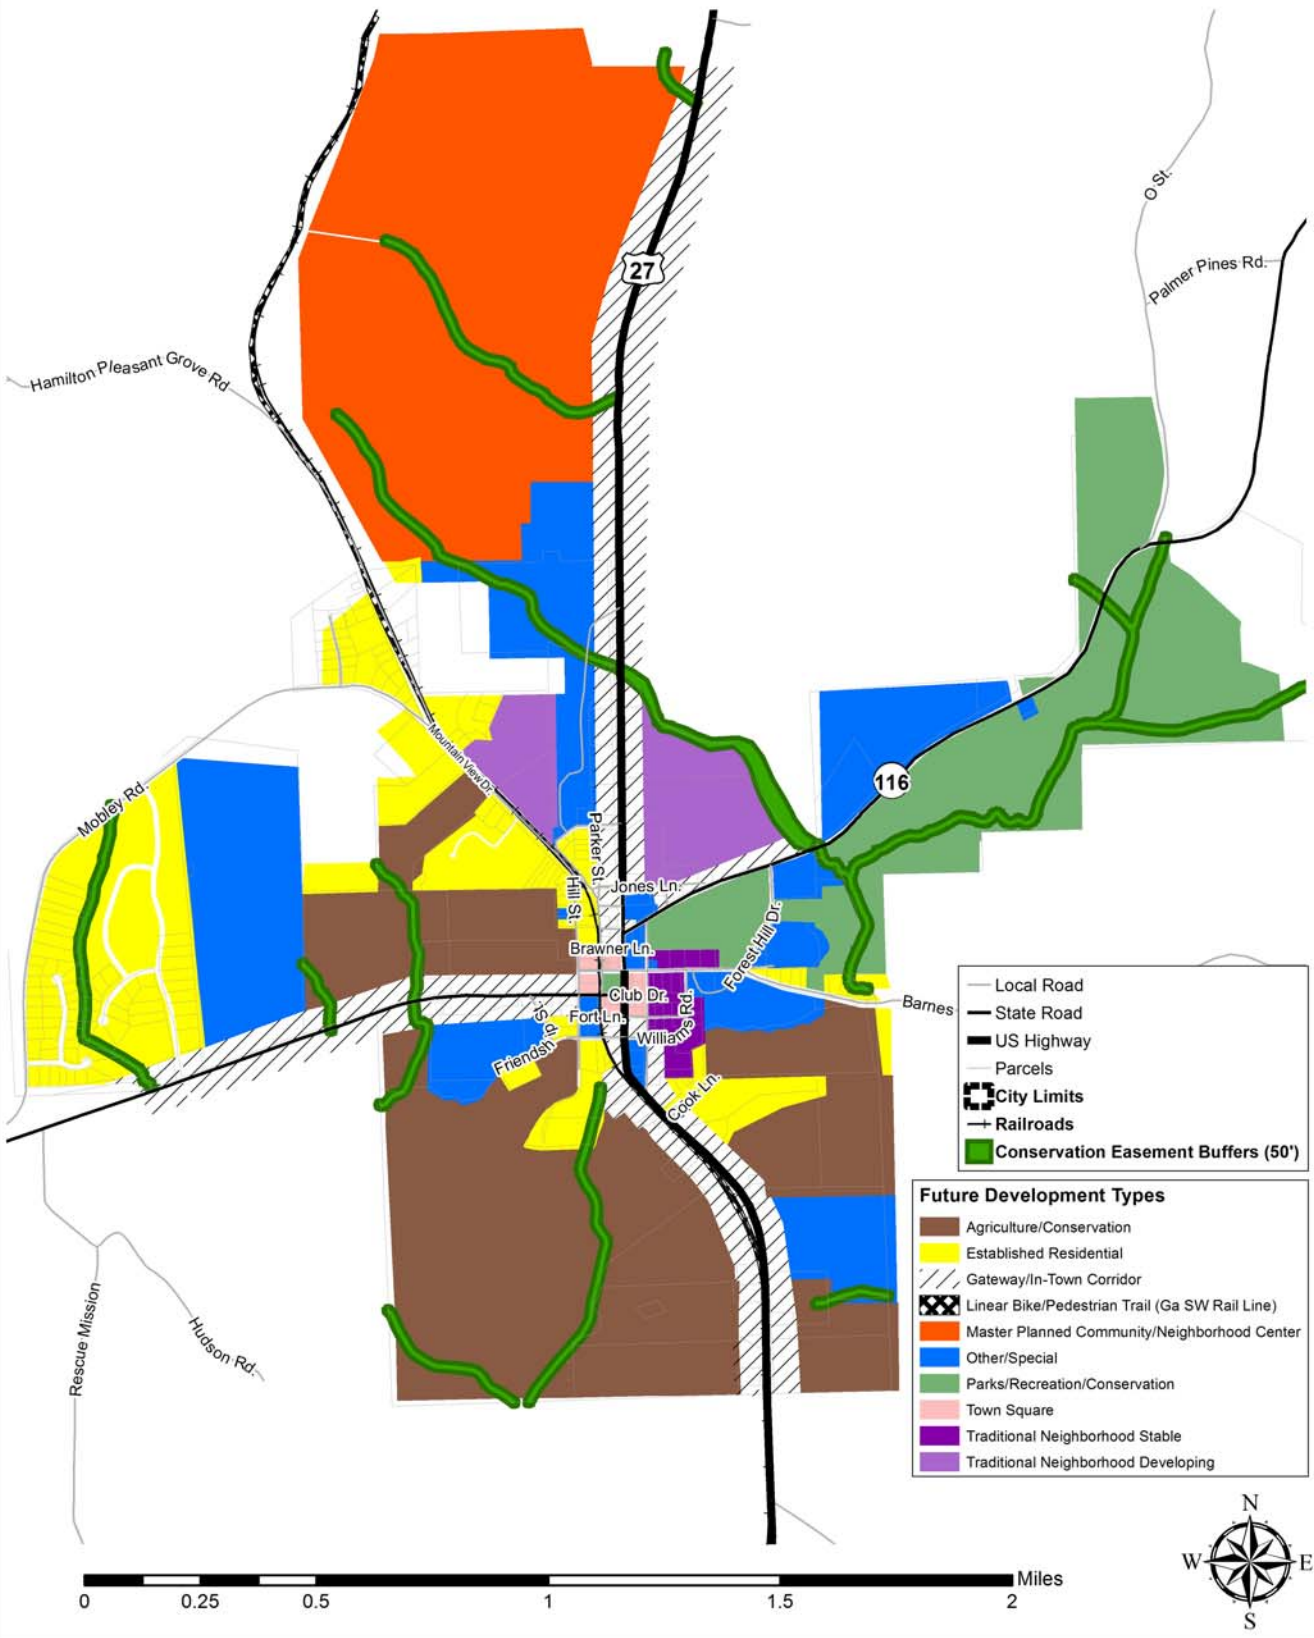 O St.
Palmer Pines Rd.
27
Hamilton Pleasant Grove Rd
Mountain View Dr.
116
Mobley Rd.
Parker St.
Jones Ln.
Hill St.
Forest Hill Dr.
Brawner Ln.
Club Dr.
Barnes
Fort Ln.
Williams Rd.
Friendship St.
Cook Ln.
Rescue Mission
Hudson Rd.
Local Road
State Road
US Highway
Parcels
City Limits
Railroads
Conservation Easement Buffers (50')
Future Development Types
Agriculture/Conservation
Established Residential
Gateway/In-Town Corridor
Linear Bike/Pedestrian Trail (Ga SW Rail Line)
Master Planned Community/Neighborhood Center
Other/Special
Parks/Recreation/Conservation
Town Square
Traditional Neighborhood Stable
Traditional Neighborhood Developing
N
W E
S
Miles
0 0.25 0.5 1 1.5 2